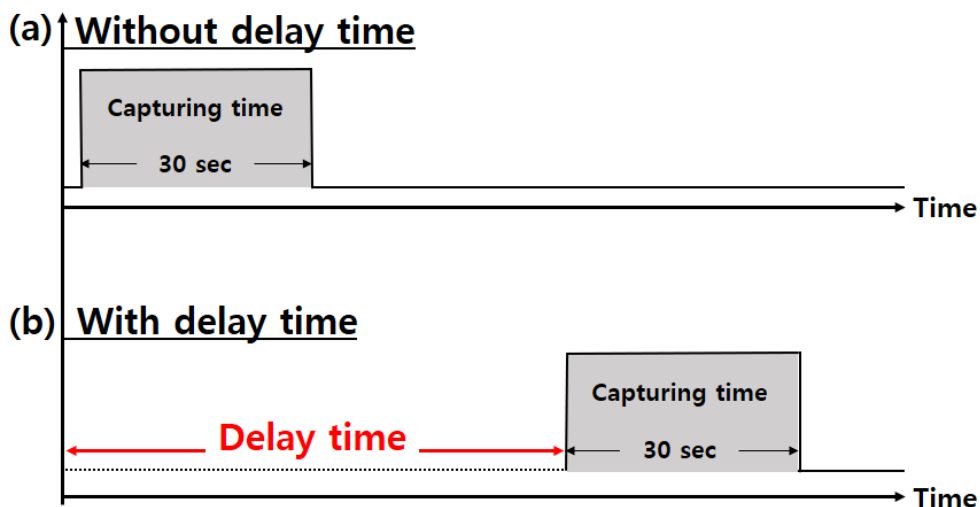 (a) Without delay time
Capturing time
30 sec
Time
(b) With delay time
Capturing time
Delay time
30 sec
Time